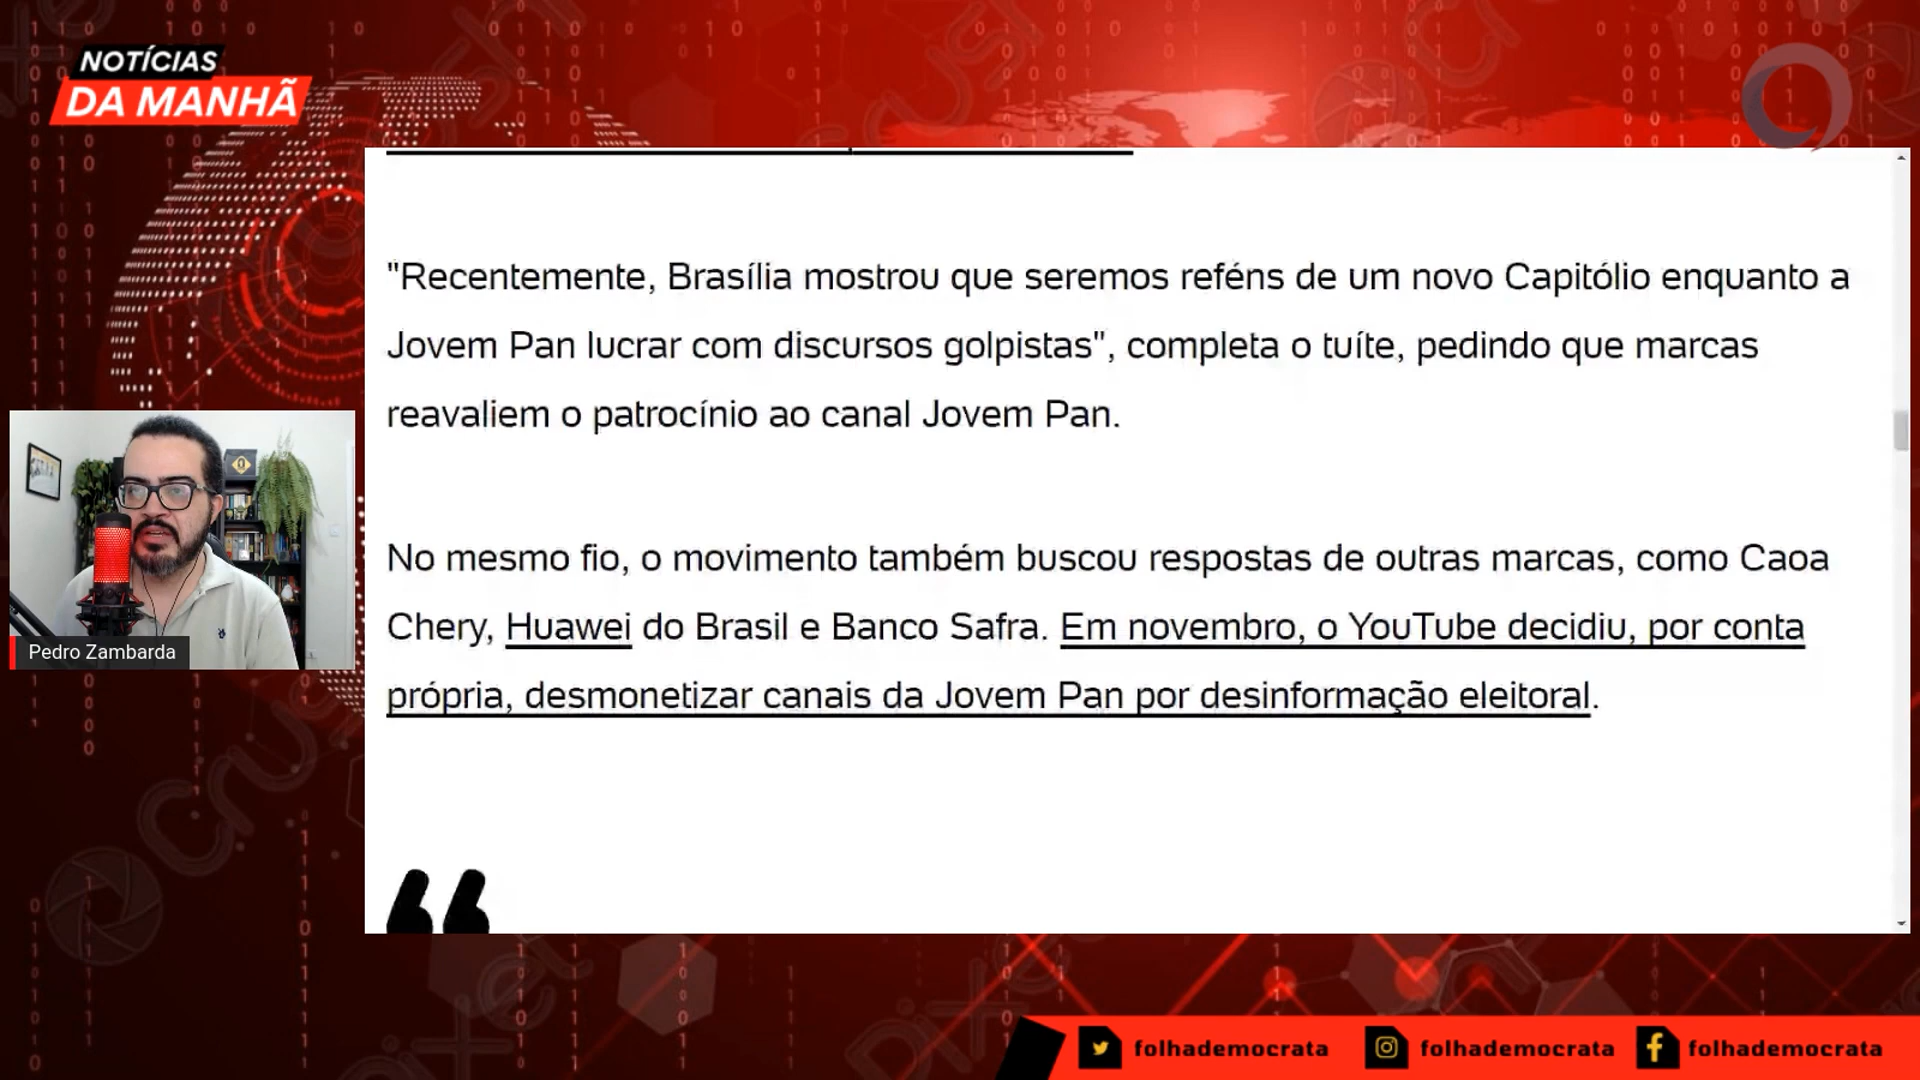 NOTÍCIAS
DA MANHÃ
"Recentemente, Brasília mostrou que seremos reféns de um novo Capitólio enquanto a
Jovem Pan lucrar com discursos golpistas", completa o tuíte, pedindo que marcas
reavaliem o patrocínio ao canal Jovem Pan.
No mesmo fio, o movimento também buscou respostas de outras marcas, como Caoa
Chery, Huawei do Brasil e Banco Safra. Em novembro, o YouTube decidiu, por conta
própria, desmonetizar canais da Jovem Pan por desinformação eleitoral.
Pedro Zambarda
folhademocrata folhademocrata folhademocrata